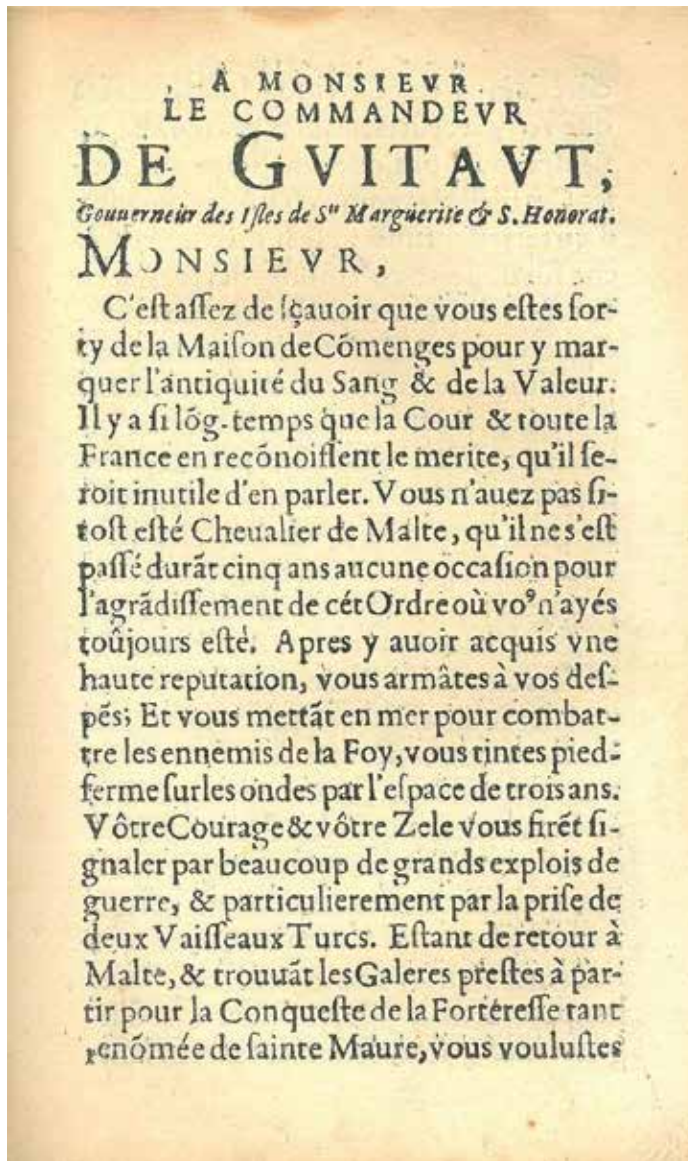 A MONSIEVR
LE COMMANDEVR
DE GVITAVT,
Gouuerneur des Iſles de Ste Marguerite & S. Honorat.
MONSIEVR,
C'eſt aſſez de ſçauoir que vous eſtes ſor-
ty de la Maiſon de Cõmenges pour y mar-
quer l'antiquité du Sang & de la Valeur.
Il y a ſi lõg-temps que la Cour & toute la
France en recõnoiſſent le merite, qu'il ſe-
roit inutile d'en parler. Vous n'auez pas ſi-
toſt eſté Cheualier de Malte, qu'il ne s'eſt
paſſé durãt cinq ans aucune occaſion pour
l'agrãdiſſement de cét Ordre où vo⁹ n'ayés
toûjours eſté. Apres y auoir acquis vne
haute reputation, vous armâtes à vos deſ-
pẽs; Et vous mettãt en mer pour combat-
tre les ennemis de la Foy, vous tintes pied-
ferme ſur les ondes par l'eſpace de trois ans.
Vôtre Courage & vôtre Zele vous firẽt ſi-
gnaler par beaucoup de grands explois de
guerre, & particulierement par la priſe de
deux Vaiſſeaux Turcs. Eſtant de retour à
Malte, & trouuãt les Galeres preſtes à par-
tir pour la Conqueſte de la Fortéreſſe tant
renõmée de ſainte Maure, vous vouluſtes